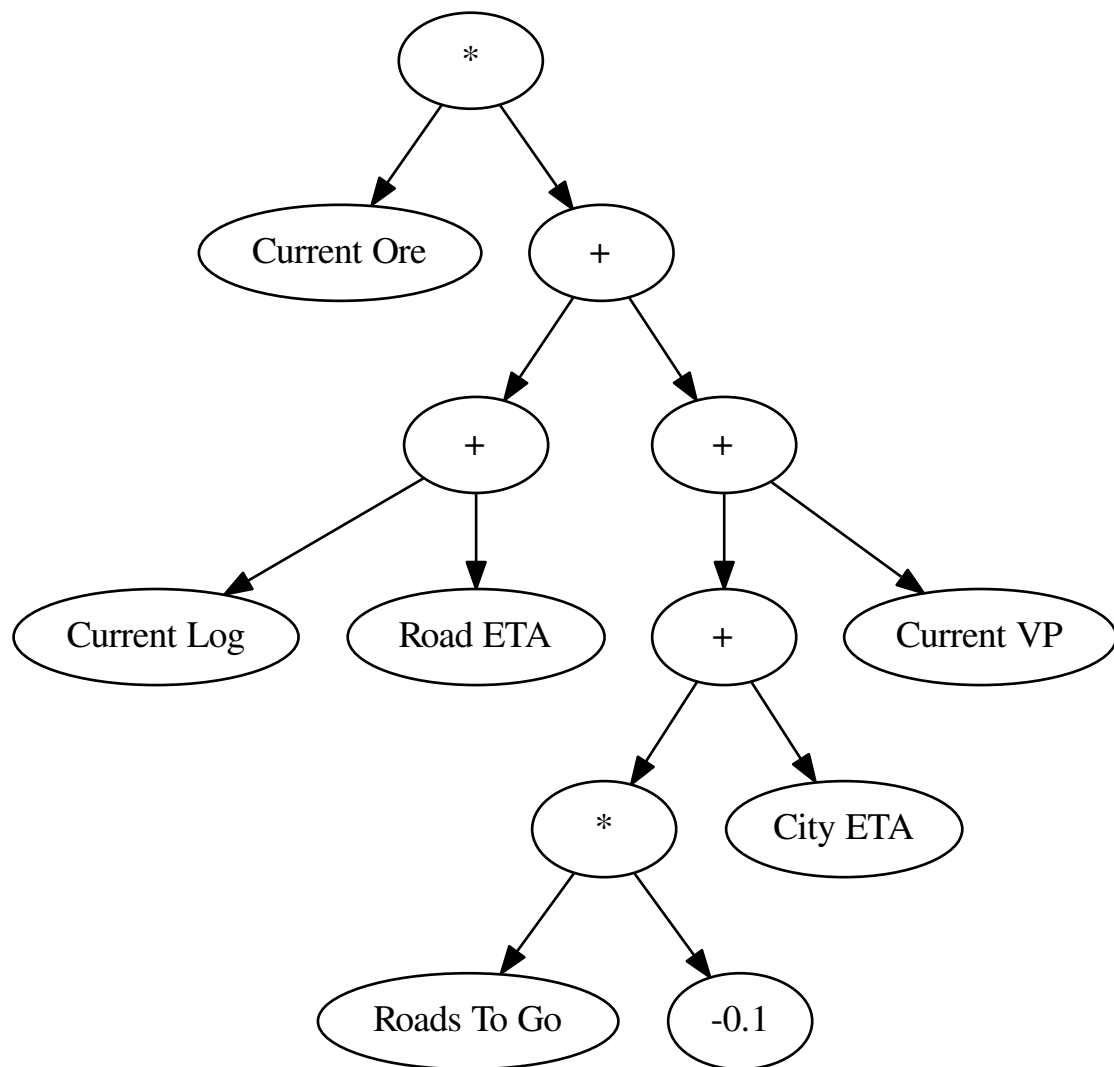 *
Current Ore
+
+
+
Current Log
Road ETA
+
Current VP
*
City ETA
Roads To Go
-0.1